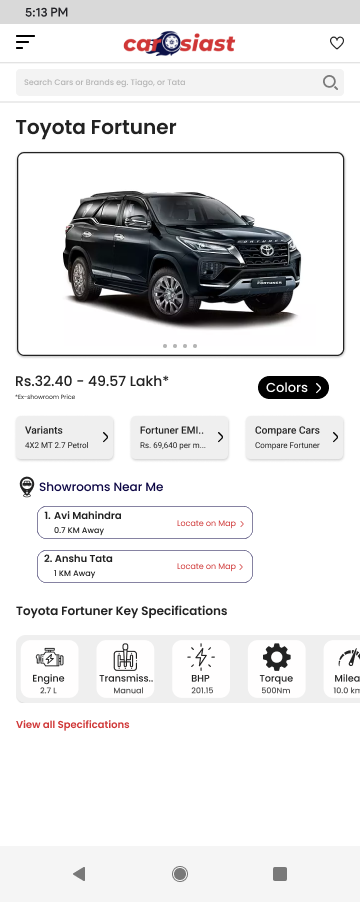 5:13 PM
carosiast
Search Cars or Brands eg. Tiago, or Tata
Toyota Fortuner
FORTUNER
Rs.32.40 - 49.57 Lakh*
*Ex-showroom Price
Colors
Variants
4X2 MT 2.7 Petrol
Fortuner EMI..
Rs. 69,640 per m...
Compare Cars
Compare Fortuner
Showrooms Near Me
1. Avi Mahindra
0.7 KM Away
Locate on Map
2. Anshu Tata
1 KM Away
Locate on Map
Toyota Fortuner Key Specifications
Engine
2.7 L
Transmiss..
Manual
BHP
201.15
Torque
500Nm
Milea
10.0 km
View all Specifications